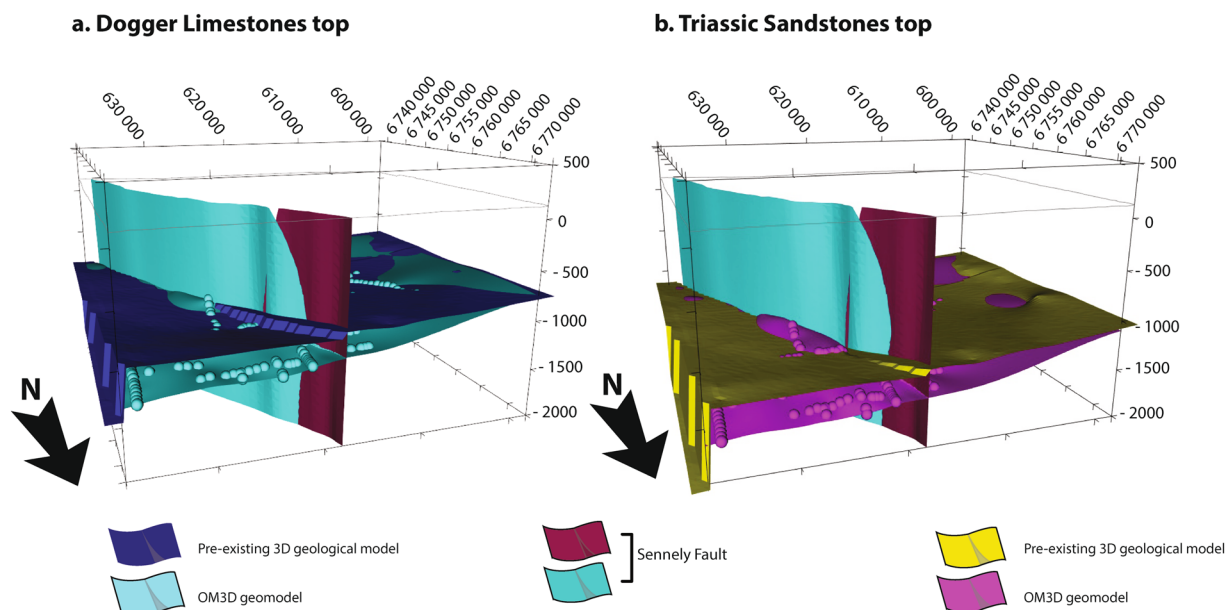 a. Dogger Limestones top
b. Triassic Sandstones top
630 000
620 000
610 000
600 000
6 740 000
6 745 000
6 750 000
6 755 000
6 760 000
6 765 000
6 770 000
500
0
- 500
- 1000
- 1500
- 2000
N
630 000
620 000
610 000
600 000
6 740 000
6 745 000
6 750 000
6 755 000
6 760 000
6 765 000
6 770 000
500
0
- 500
- 1000
- 1500
- 2000
N
Pre-existing 3D geological model
OM3D geomodel
Sennely Fault
Pre-existing 3D geological model
OM3D geomodel